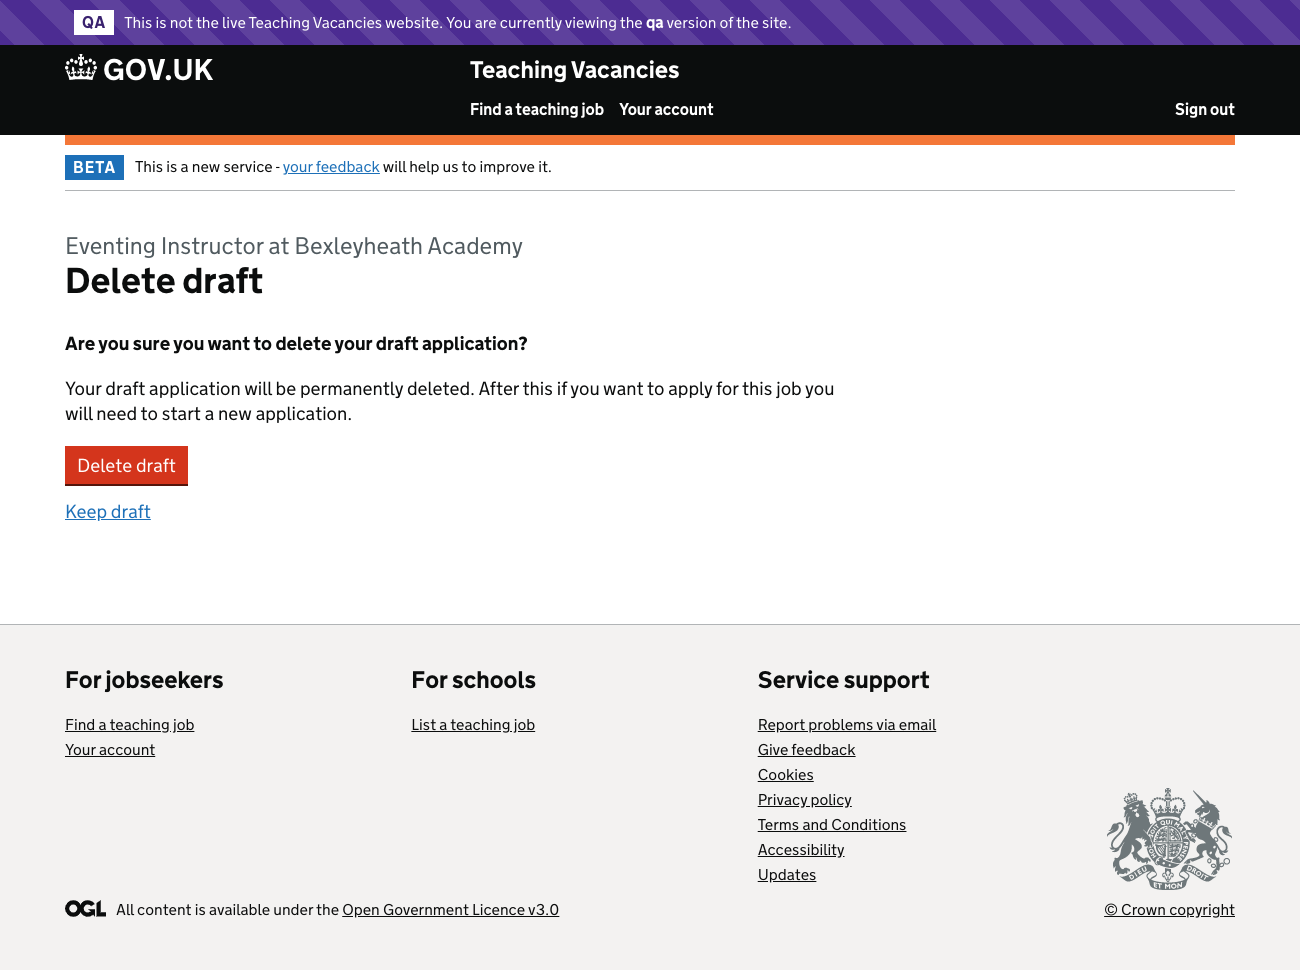 QA This is not the live Teaching Vacancies website. You are currently viewing the qa version of the site.
GOV.UK Teaching Vacancies
Find a teaching job Your account Sign out
BETA This is a new service - your feedback will help us to improve it.
Eventing Instructor at Bexleyheath Academy
Delete draft
Are you sure you want to delete your draft application?
Your draft application will be permanently deleted. After this if you want to apply for this job you
will need to start a new application.
Delete draft
Keep draft
For jobseekers
Find a teaching job
Your account
For schools
List a teaching job
Service support
Report problems via email
Give feedback
Cookies
Privacy policy
Terms and Conditions
Accessibility
Updates
DIEU ET MON DROIT
OGL All content is available under the Open Government Licence v3.0
© Crown copyright